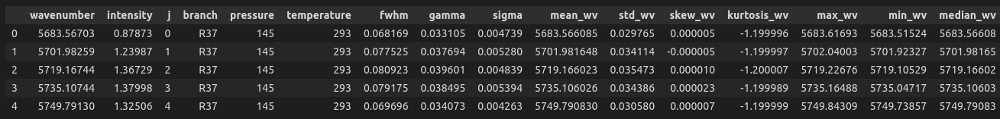 wavenumber intensity j branch pressure temperature fwhm gamma sigma mean_wv std_wv skew_wv kurtosis_wv max_wv min_wv median_wv
0 5683.56703 0.87873 0 R37 145 293 0.068169 0.033105 0.004739 5683.566085 0.029765 0.000005 -1.199996 5683.61693 5683.51524 5683.56608
1 5701.98259 1.23987 1 R37 145 293 0.077525 0.037694 0.005280 5701.981648 0.034114 -0.000005 -1.199997 5702.04003 5701.92327 5701.98165
2 5719.16744 1.36729 2 R37 145 293 0.080923 0.039601 0.004839 5719.166023 0.035473 0.000010 -1.200007 5719.22676 5719.10529 5719.16602
3 5735.10744 1.37998 3 R37 145 293 0.079175 0.038495 0.005394 5735.106026 0.034386 0.000023 -1.199989 5735.16488 5735.04717 5735.10603
4 5749.79130 1.32506 4 R37 145 293 0.069696 0.034073 0.004263 5749.790830 0.030580 0.000007 -1.199999 5749.84309 5749.73857 5749.79083